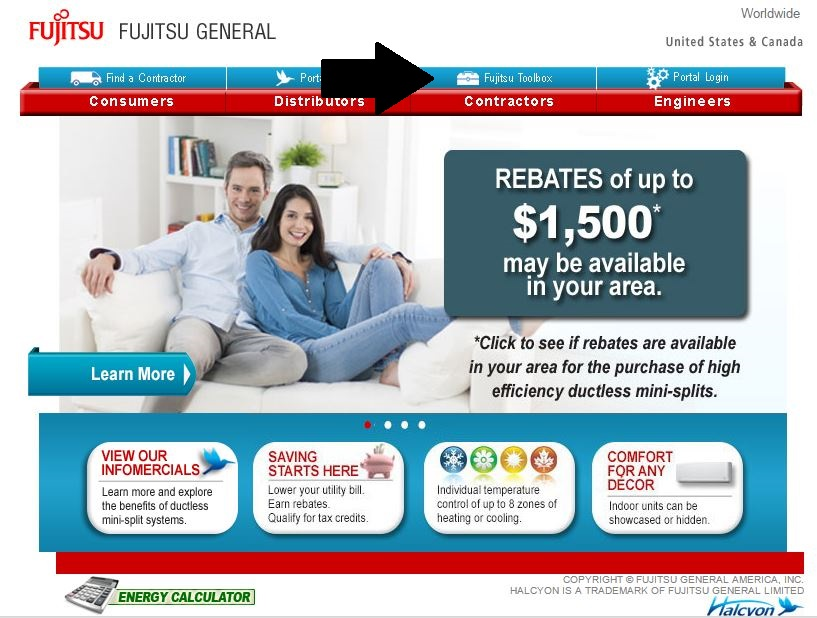 FUJITSU FUJITSU GENERAL
Worldwide
United States & Canada
Find a Contractor
Fujitsu Toolbox
Portal Login
Consumers
Distributors
Contractors
Engineers
REBATES of up to
$1,500*
may be available
in your area.
*Click to see if rebates are available
in your area for the purchase of high
efficiency ductless mini-splits.
Learn More
VIEW OUR
INFOMERCIALS
Learn more and explore
the benefits of ductless
mini-split systems.
SAVING
STARTS HERE
Lower your utility bill.
Earn rebates.
Qualify for tax credits.
Individual temperature
control of up to 8 zones of
heating or cooling.
COMFORT
FOR ANY
DÉCOR
Indoor units can be
showcased or hidden.
ENERGY CALCULATOR
COPYRIGHT © FUJITSU GENERAL AMERICA, INC.
HALCYON IS A TRADEMARK OF FUJITSU GENERAL LIMITED
Halcyon